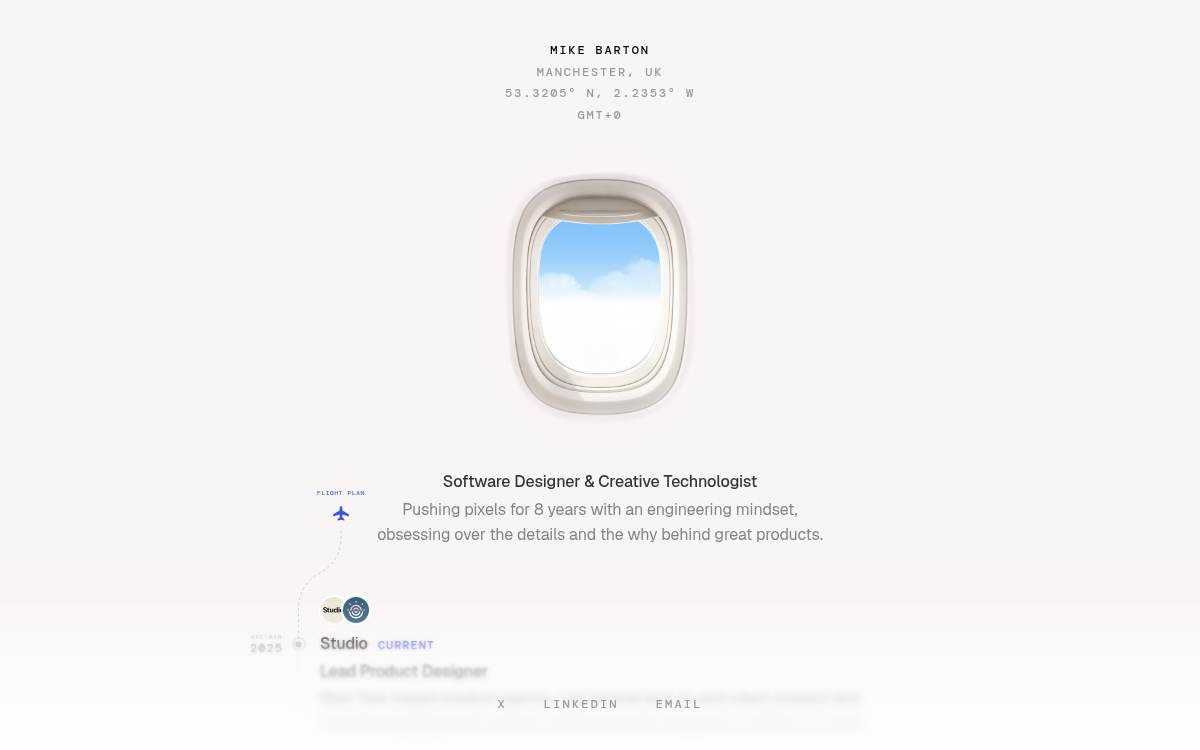 MIKE BARTON
MANCHESTER, UK
53.3205° N, 2.2353° W
GMT+0
Software Designer & Creative Technologist
FLIGHT PLAN
Pushing pixels for 8 years with an engineering mindset,
obsessing over the details and the why behind great products.
Studio
2025
Studio CURRENT
Lead Product Designer
X LINKEDIN EMAIL